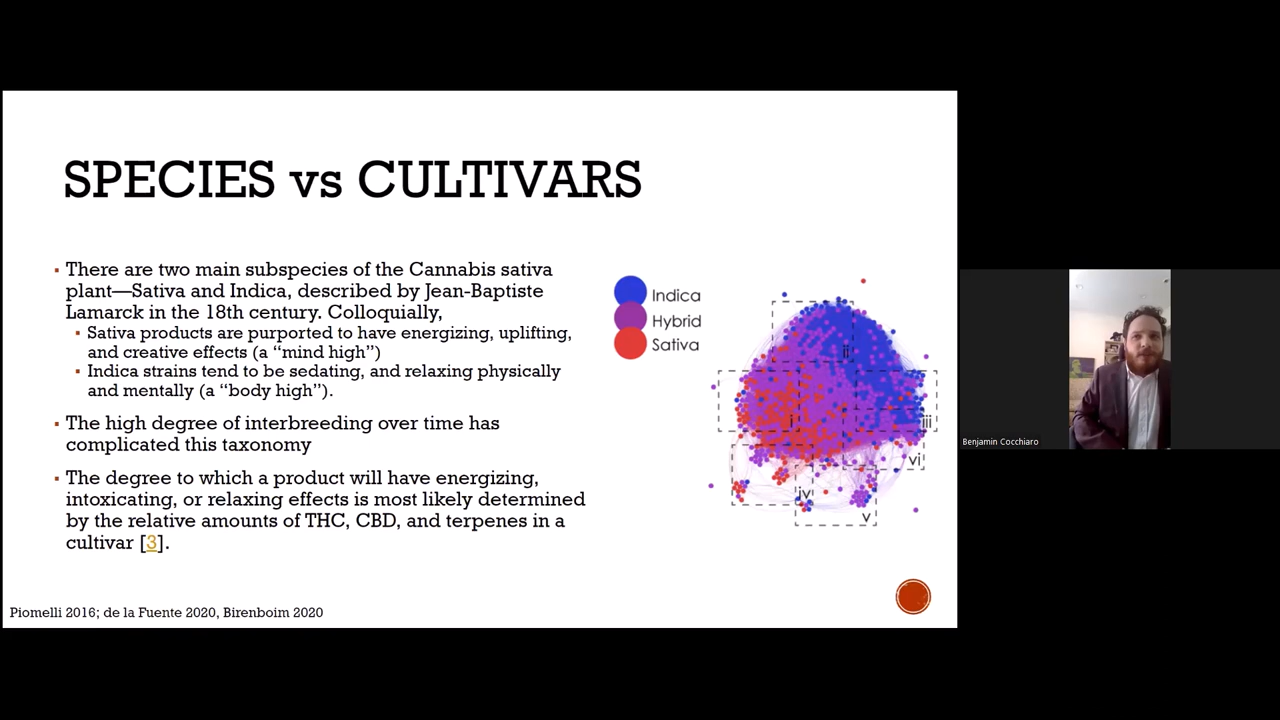 SPECIES vs CULTIVARS
▪ There are two main subspecies of the Cannabis sativa
plant—Sativa and Indica, described by Jean-Baptiste
Lamarck in the 18th century. Colloquially,
▪ Sativa products are purported to have energizing, uplifting,
and creative effects (a “mind high”)
▪ Indica strains tend to be sedating, and relaxing physically
and mentally (a “body high”).
▪ The high degree of interbreeding over time has
complicated this taxonomy
▪ The degree to which a product will have energizing,
intoxicating, or relaxing effects is most likely determined
by the relative amounts of THC, CBD, and terpenes in a
cultivar [3].
Piomelli 2016; de la Fuente 2020, Birenboim 2020
Indica
Hybrid
Sativa
ii
i
iii
vi
iv
v
Benjamin Cocchiaro